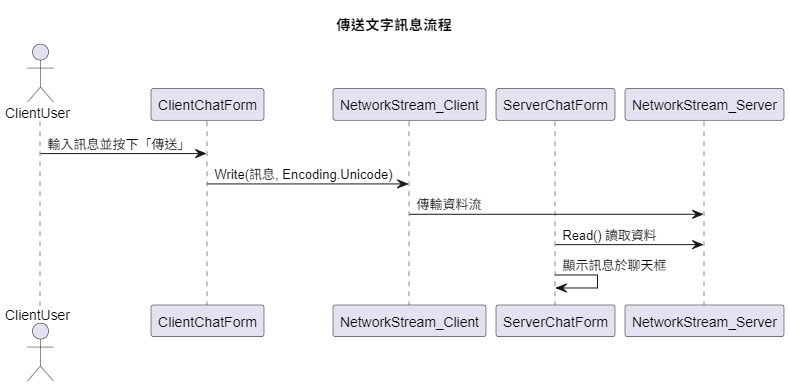 傳送文字訊息流程
ClientUser
ClientChatForm
NetworkStream_Client
ServerChatForm
NetworkStream_Server
輸入訊息並按下「傳送」
Write(訊息, Encoding.Unicode)
傳輸資料流
Read() 讀取資料
顯示訊息於聊天框
ClientUser
ClientChatForm
NetworkStream_Client
ServerChatForm
NetworkStream_Server